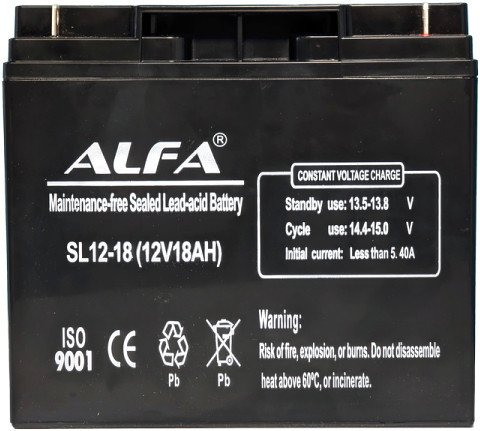 ALFA®
Maintenance-free Sealed Lead-acid Battery
SL12-18 (12V18AH)
CONSTANT VOLTAGE CHARGE
Standby use: 13.5-13.8 V
Cycle use: 14.4-15.0 V
Initial current: Less than 5.40A
ISO
9001
CE
Pb
Pb
Warning:
Risk of fire, explosion, or burns. Do not disassemble
heat above 60ºC, or incinerate.